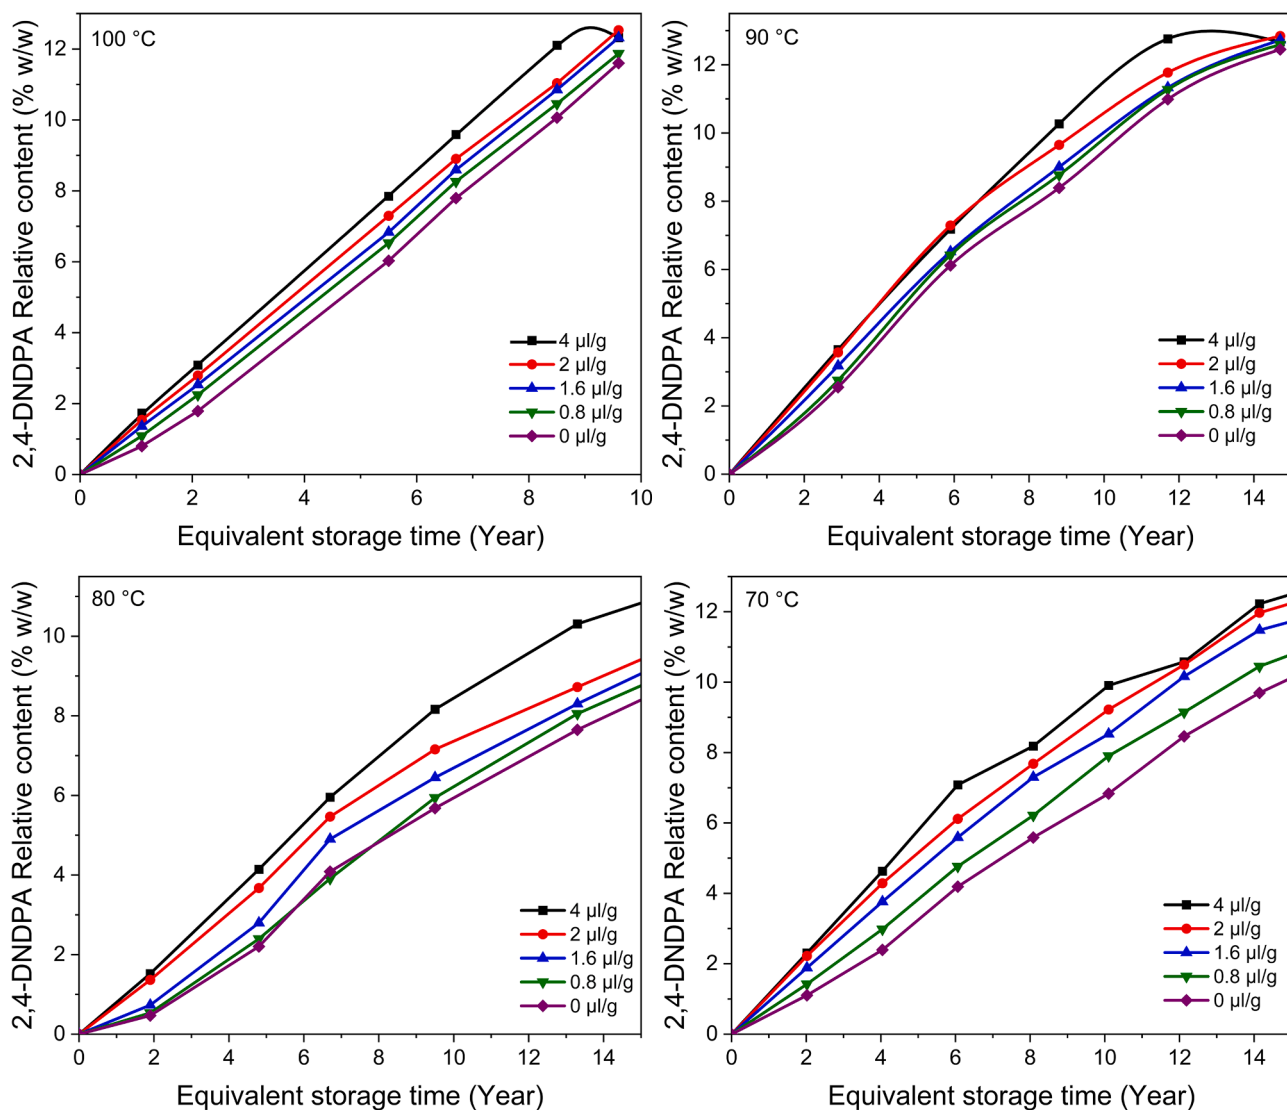 100 °C
2,4-DNDPA Relative content (% w/w)
12
10
8
6
4
2
0
4 µl/g
2 µl/g
1.6 µl/g
0.8 µl/g
0 µl/g
0 2 4 6 8 10
Equivalent storage time (Year)
90 °C
2,4-DNDPA Relative content (% w/w)
12
10
8
6
4
2
0
4 µl/g
2 µl/g
1.6 µl/g
0.8 µl/g
0 µl/g
0 2 4 6 8 10 12 14
Equivalent storage time (Year)
80 °C
2,4-DNDPA Relative content (% w/w)
10
8
6
4
2
0
4 µl/g
2 µl/g
1.6 µl/g
0.8 µl/g
0 µl/g
0 2 4 6 8 10 12 14
Equivalent storage time (Year)
70 °C
2,4-DNDPA Relative content (% w/w)
12
10
8
6
4
2
0
4 µl/g
2 µl/g
1.6 µl/g
0.8 µl/g
0 µl/g
0 2 4 6 8 10 12 14
Equivalent storage time (Year)